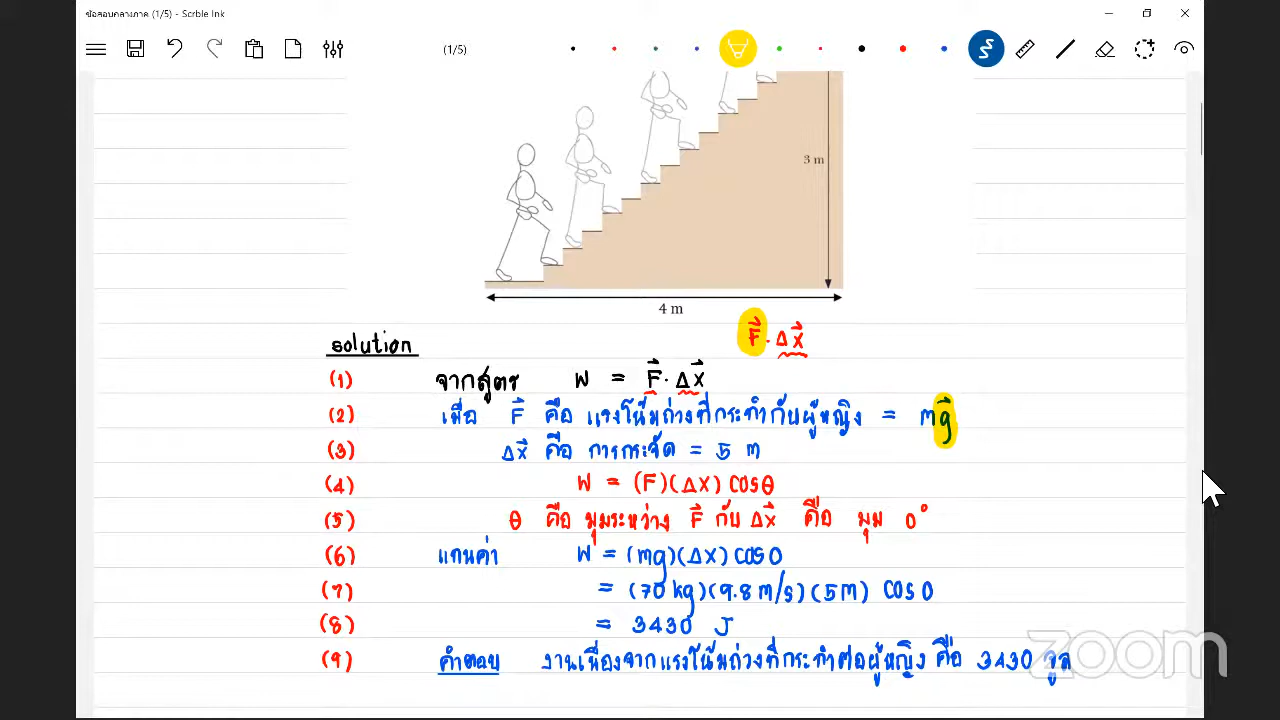 ข้อสอบกลางภาค (1/5) - Scrble Ink
(1/5)
3 m
4 m
F⃗ · Δx⃗
solution
(1) จากสูตร W = F⃗ · Δx⃗
(2) เมื่อ F⃗ คือ แรงโน้มถ่วงที่กระทำกับผู้หญิง = mg⃗
(3) Δx⃗ คือ การกระจัด = 5 m
(4) W = (F)(Δx) cosθ
(5) θ คือ มุมระหว่าง F⃗ กับ Δx⃗ คือ มุม 0°
(6) แทนค่า W = (mg)(Δx) cos0
(7) = (70 kg)(9.8 m/s)(5m) cos0
(8) = 3430 J
(9) คำตอบ งานเนื่องจากแรงโน้มถ่วงที่กระทำต่อผู้หญิง คือ 3430 จูล
zoom